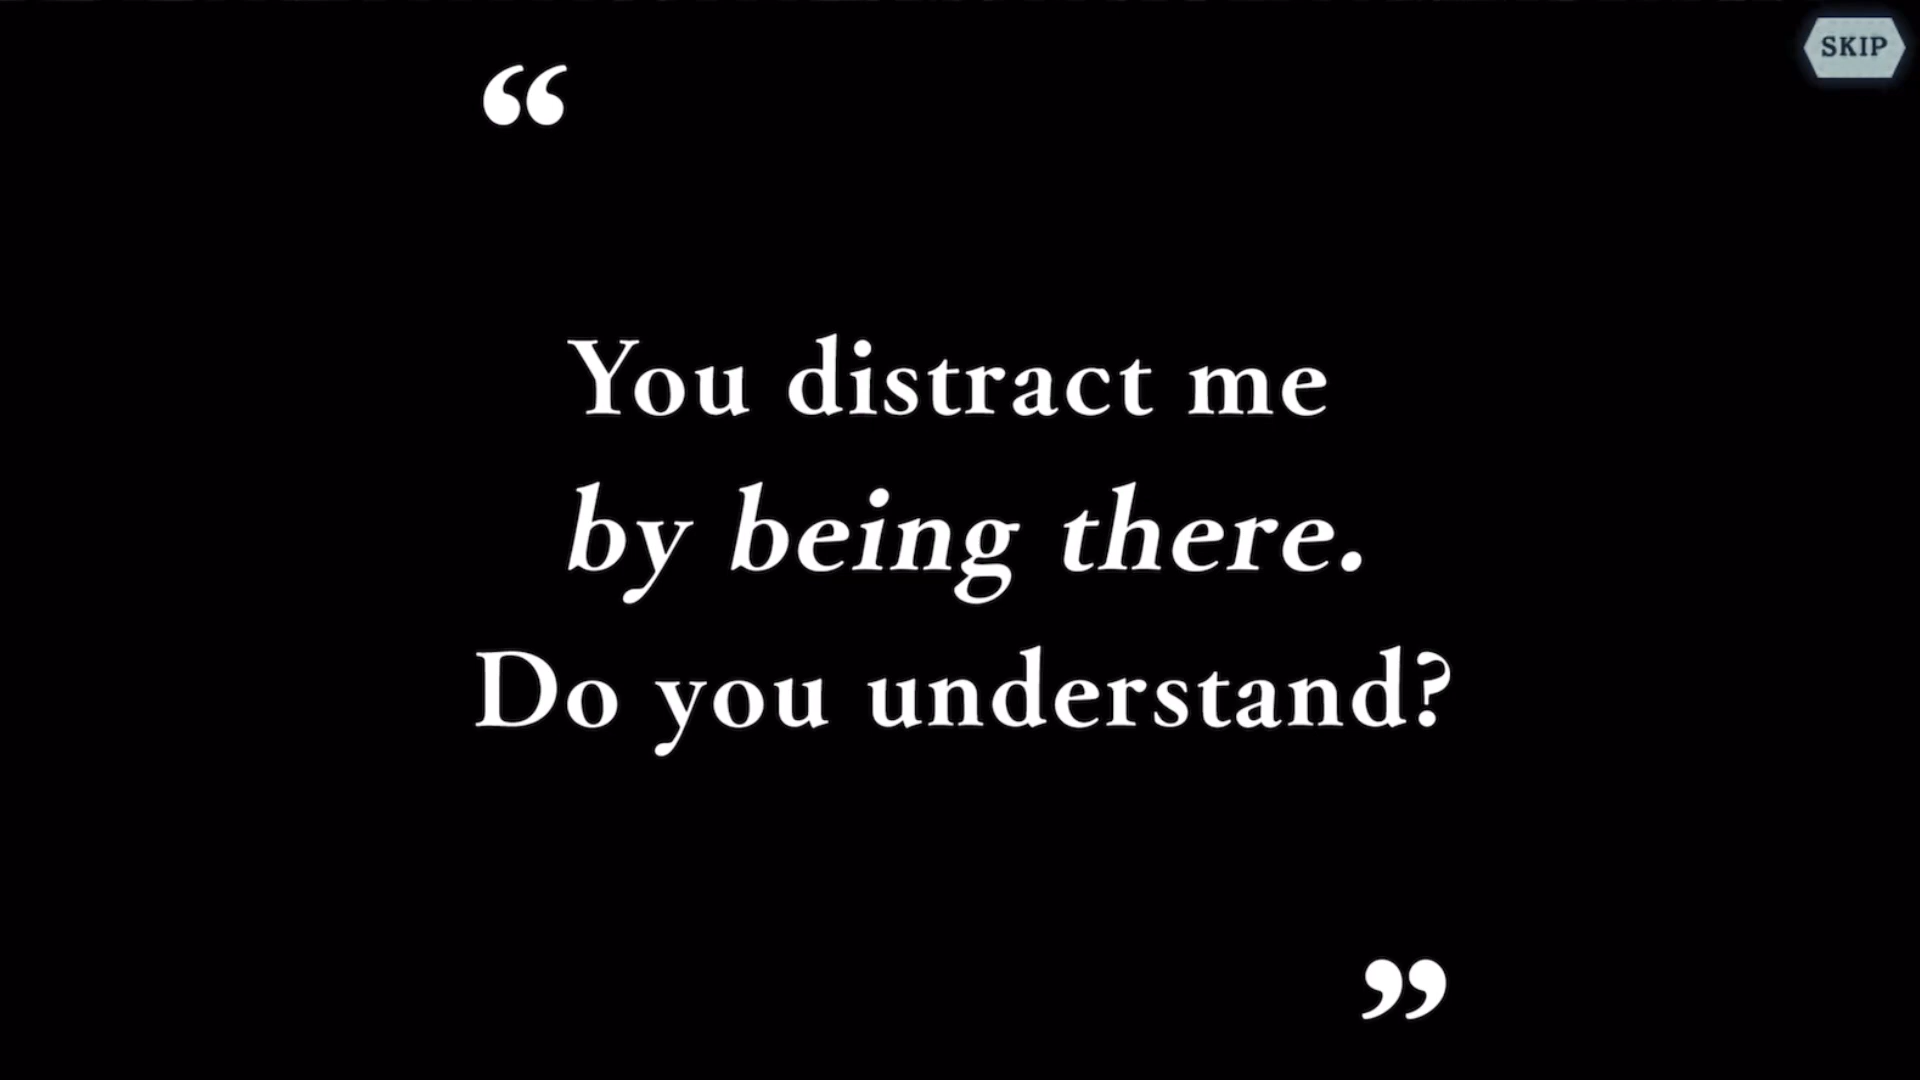 SKIP
“
You distract me
by being there.
Do you understand?
”